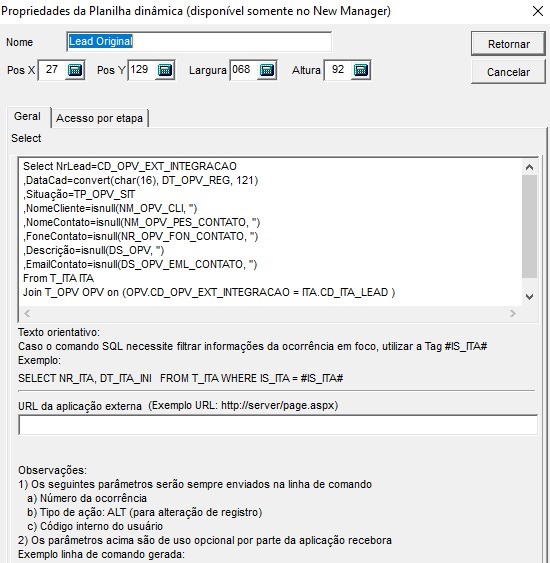 Propriedades da Planilha dinâmica (disponível somente no New Manager)
Nome Lead Original Retornar
Pos X 27 Pos Y 129 Largura 068 Altura 92 Cancelar
Geral Acesso por etapa
Select
Select NrLead=CD_OPV_EXT_INTEGRACAO
,DataCad=convert(char(16), DT_OPV_REG, 121)
,Situação=TP_OPV_SIT
,NomeCliente=isnull(NM_OPV_CLI, '')
,NomeContato=isnull(NM_OPV_PES_CONTATO, '')
,FoneContato=isnull(NR_OPV_FON_CONTATO, '')
,Descrição=isnull(DS_OPV, '')
,EmailContato=isnull(DS_OPV_EML_CONTATO, '')
From T_ITA ITA
Join T_OPV OPV on (OPV.CD_OPV_EXT_INTEGRACAO = ITA.CD_ITA_LEAD )
Texto orientativo:
Caso o comando SQL necessite filtrar informações da ocorrência em foco, utilizar a Tag #IS_ITA#
Exemplo:
SELECT NR_ITA, DT_ITA_INI FROM T_ITA WHERE IS_ITA = #IS_ITA#
URL da aplicação externa (Exemplo URL: http://server/page.aspx)
Observações:
1) Os seguintes parâmetros serão sempre enviados na linha de comando
a) Número da ocorrência
b) Tipo de ação: ALT (para alteração de registro)
c) Código interno do usuário
2) Os parâmetros acima são de uso opcional por parte da aplicação recebora
Exemplo linha de comando gerada: